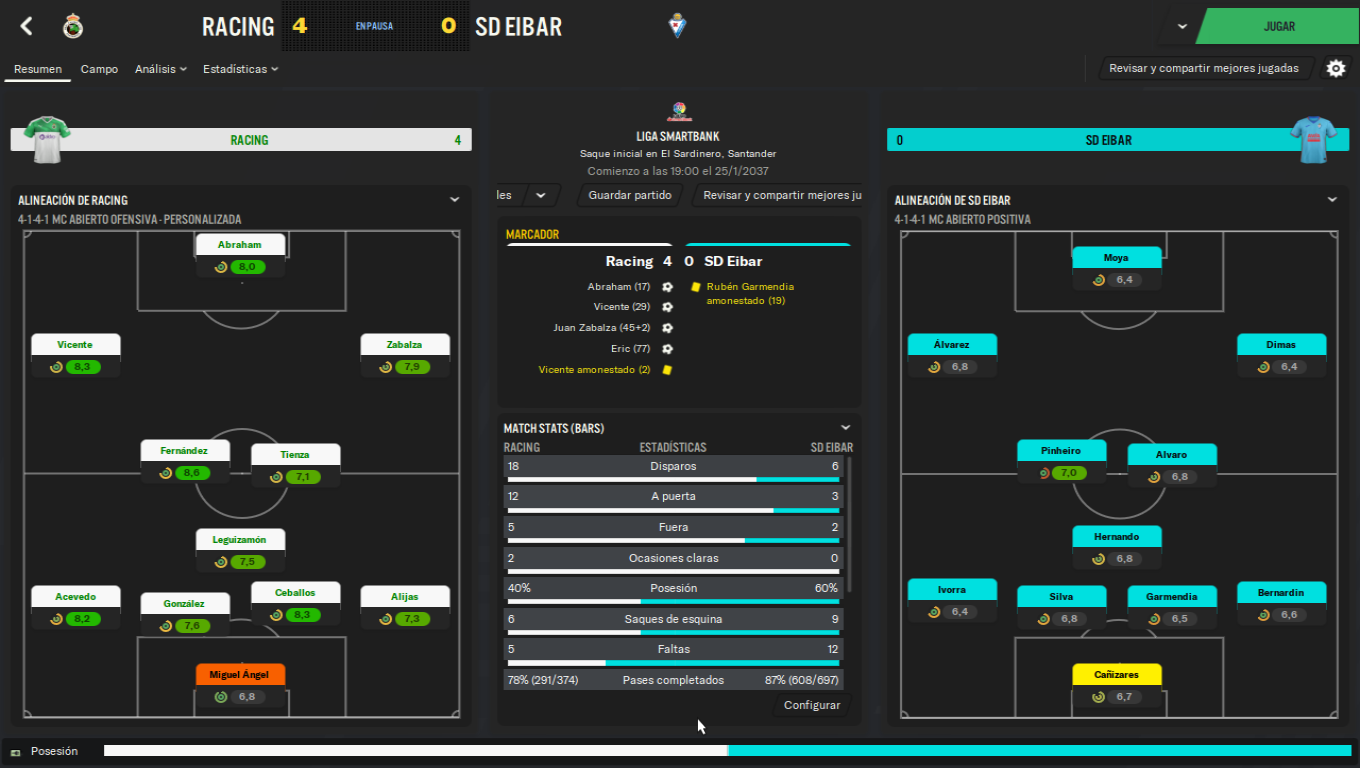 RACING 4 EN PAUSA 0 SD EIBAR
JUGAR
Resumen Campo Análisis Estadísticas
Revisar y compartir mejores jugadas
RACING 4
LIGA SMARTBANK
Saque inicial en El Sardinero, Santander
Comienzo a las 19:00 el 25/1/2037
les Guardar partido Revisar y compartir mejores ju
0 SD EIBAR
ALINEACIÓN DE RACING
4-1-4-1 MC ABIERTO OFENSIVA - PERSONALIZADA
Abraham
8,0
Vicente
8,3
Zabalza
7,9
Fernández
8,6
Tienza
7,1
Leguizamón
7,5
Acevedo
8,2
González
7,6
Ceballos
8,3
Alijas
7,3
Miguel Ángel
6,8
MARCADOR
Racing 4 0 SD Eibar
Abraham (17)
Vicente (29)
Juan Zabalza (45+2)
Eric (77)
Vicente amonestado (2)
Rubén Garmendia
amonestado (19)
MATCH STATS (BARS)
RACING ESTADÍSTICAS SD EIBAR
18 Disparos 6
12 A puerta 3
5 Fuera 2
2 Ocasiones claras 0
40% Posesión 60%
6 Saques de esquina 9
5 Faltas 12
78% (291/374) Pases completados 87% (608/697)
Configurar
ALINEACIÓN DE SD EIBAR
4-1-4-1 MC ABIERTO POSITIVA
Moya
6,4
Álvarez
6,8
Dimas
6,4
Pinheiro
7,0
Alvaro
6,8
Hernando
6,8
Ivorra
6,4
Silva
6,8
Garmendia
6,5
Bernardin
6,6
Cañizares
6,7
Posesión